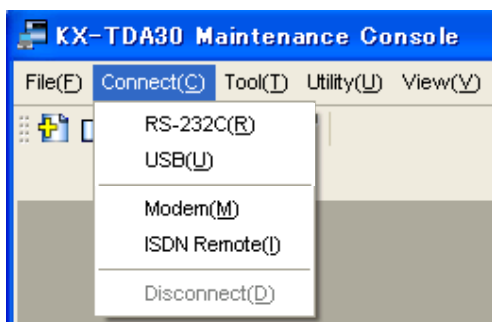 KX-TDA30 Maintenance Console
File(F) Connect(C) Tool(T) Utility(U) View(V)
RS-232C(R)
USB(U)
Modem(M)
ISDN Remote(I)
Disconnect(D)